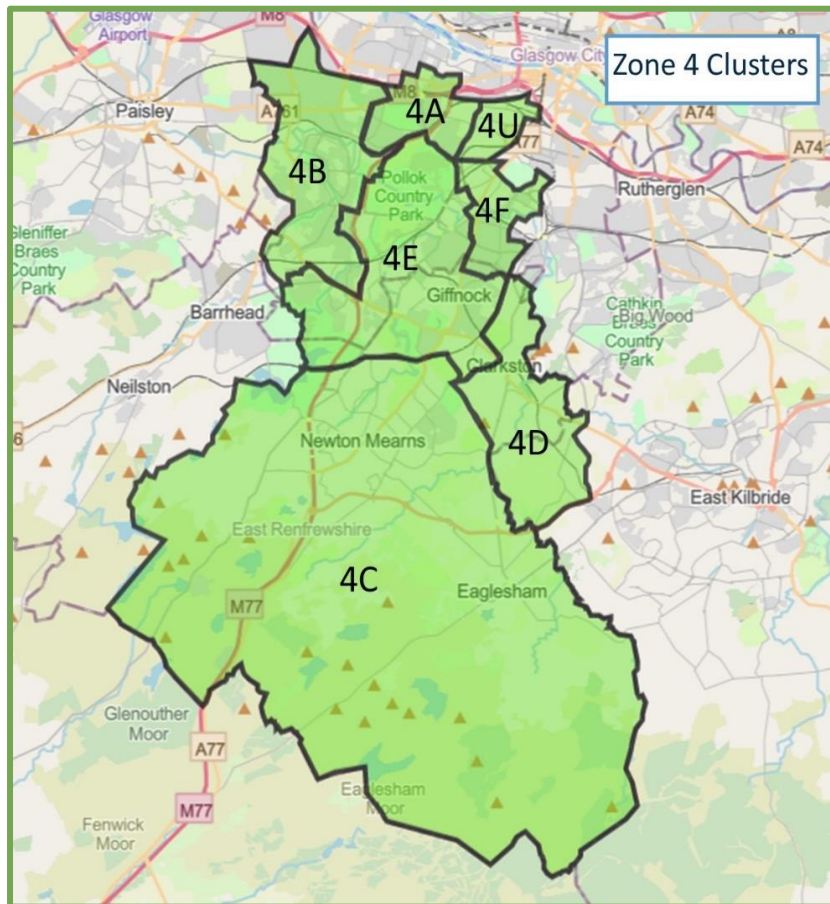 Glasgow
Airport
M8
Glasgow City
Zone 4 Clusters
Paisley
A761
M8
4A
4U
A77
A74
A74
4B
Pollok
Country
Park
Rutherglen
4F
Gleniffer
Braes
Country
Park
4E
Giffnock
Barrhead
Cathkin
Braes
Country
Park
Big Wood
Clarkston
Neilston
Newton Mearns
4D
6
East Kilbride
East Renfrewshire
4C
Eaglesham
M77
Glenouther
Moor
A77
Eaglesham
Moor
M77
Fenwick
Moor